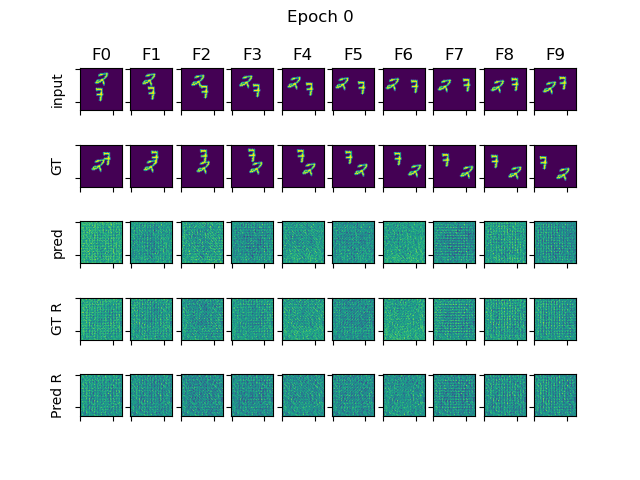 Epoch 0
F0 F1 F2 F3 F4 F5 F6 F7 F8 F9
input
GT
pred
GT R
Pred R